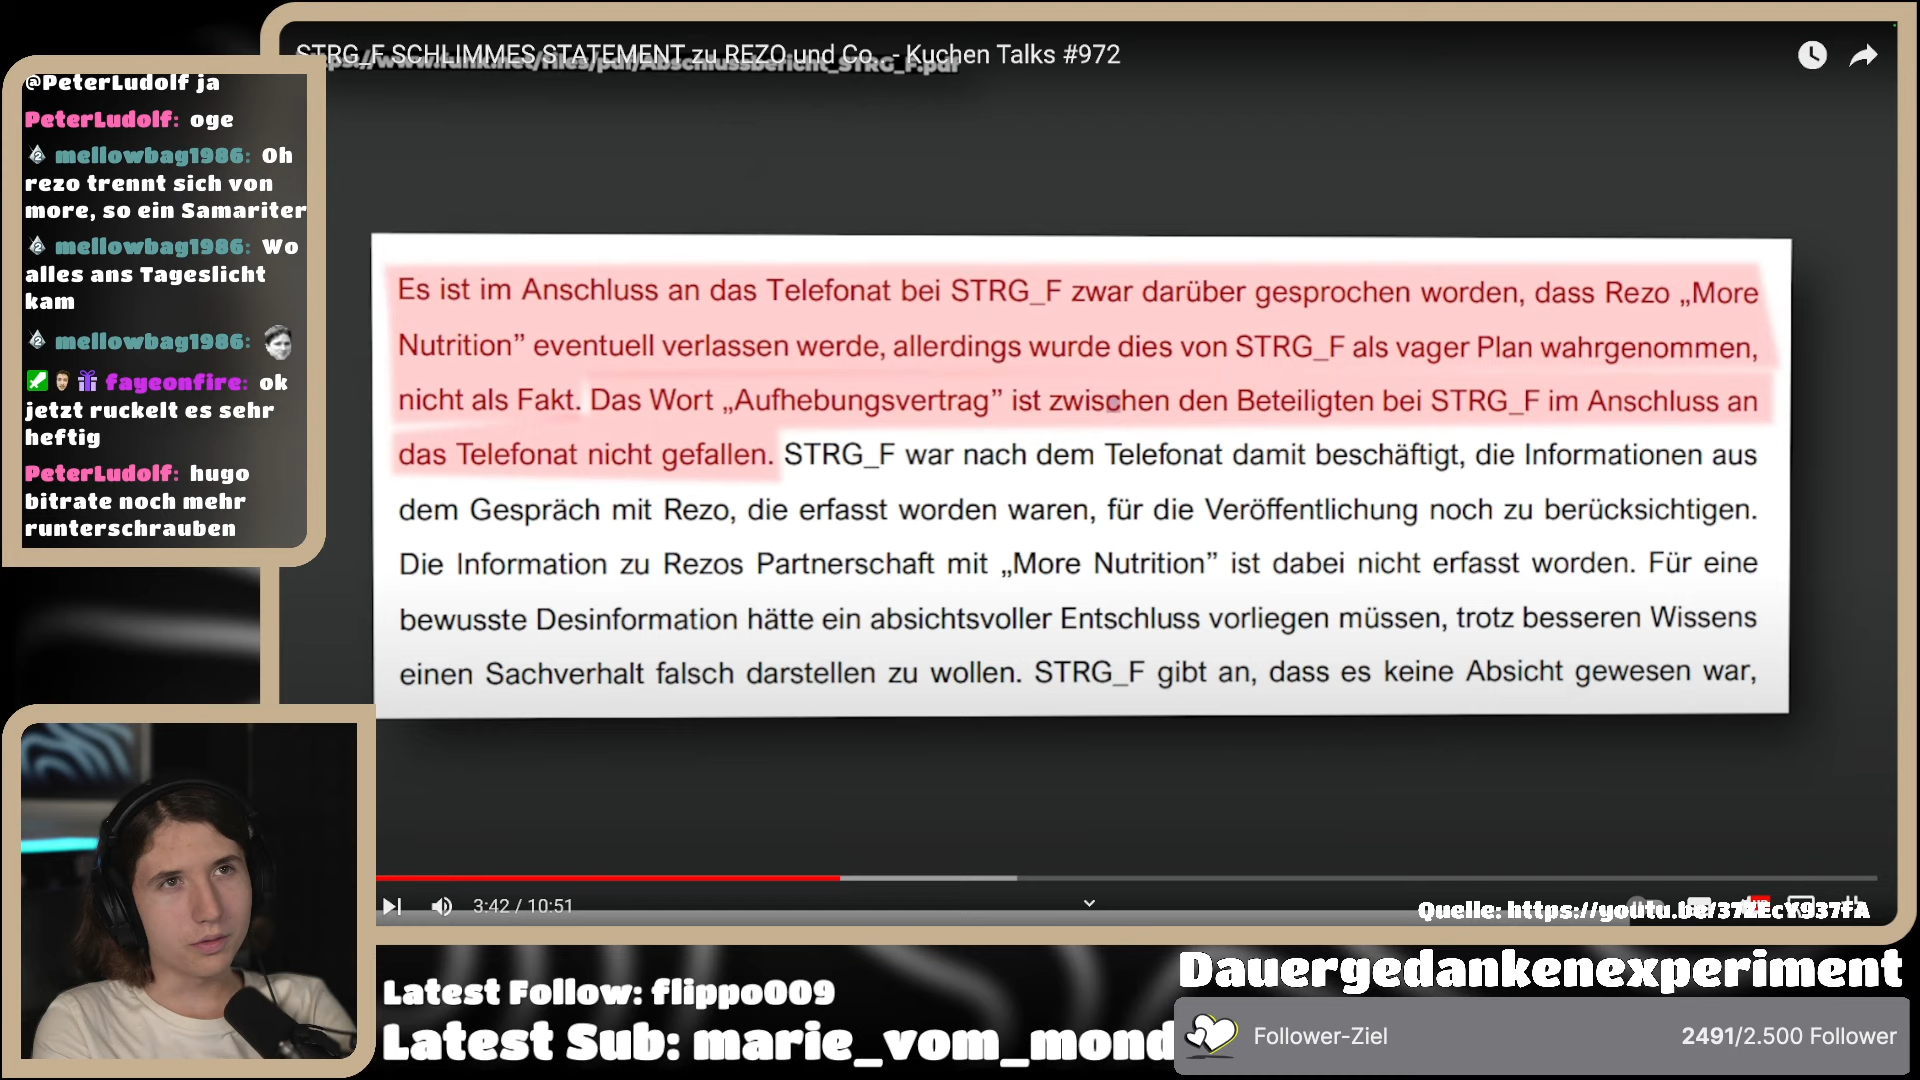 STRG_F SCHLIMMES STATEMENT zu REZO und Co.. - Kuchen Talks #972
https://www.funk.net/files/pdf/Abschlussbericht_STRG_F.pdf
@PeterLudolf ja
PeterLudolf: oge
mellowbag1986: Oh
rezo trennt sich von
more, so ein Samariter
mellowbag1986: Wo
alles ans Tageslicht
kam
mellowbag1986:
fayeonfire: ok
jetzt ruckelt es sehr
heftig
PeterLudolf: hugo
bitrate noch mehr
runterschrauben
Es ist im Anschluss an das Telefonat bei STRG_F zwar darüber gesprochen worden, dass Rezo „More
Nutrition” eventuell verlassen werde, allerdings wurde dies von STRG_F als vager Plan wahrgenommen,
nicht als Fakt. Das Wort „Aufhebungsvertrag” ist zwischen den Beteiligten bei STRG_F im Anschluss an
das Telefonat nicht gefallen. STRG_F war nach dem Telefonat damit beschäftigt, die Informationen aus
dem Gespräch mit Rezo, die erfasst worden waren, für die Veröffentlichung noch zu berücksichtigen.
Die Information zu Rezos Partnerschaft mit „More Nutrition” ist dabei nicht erfasst worden. Für eine
bewusste Desinformation hätte ein absichtsvoller Entschluss vorliegen müssen, trotz besseren Wissens
einen Sachverhalt falsch darstellen zu wollen. STRG_F gibt an, dass es keine Absicht gewesen war,
3:42 / 10:51
Quelle:
Dauergedankenexperiment
Latest Follow: flippo009
Latest Sub: marie_vom_mond
Follower-Ziel
2491/2.500 Follower